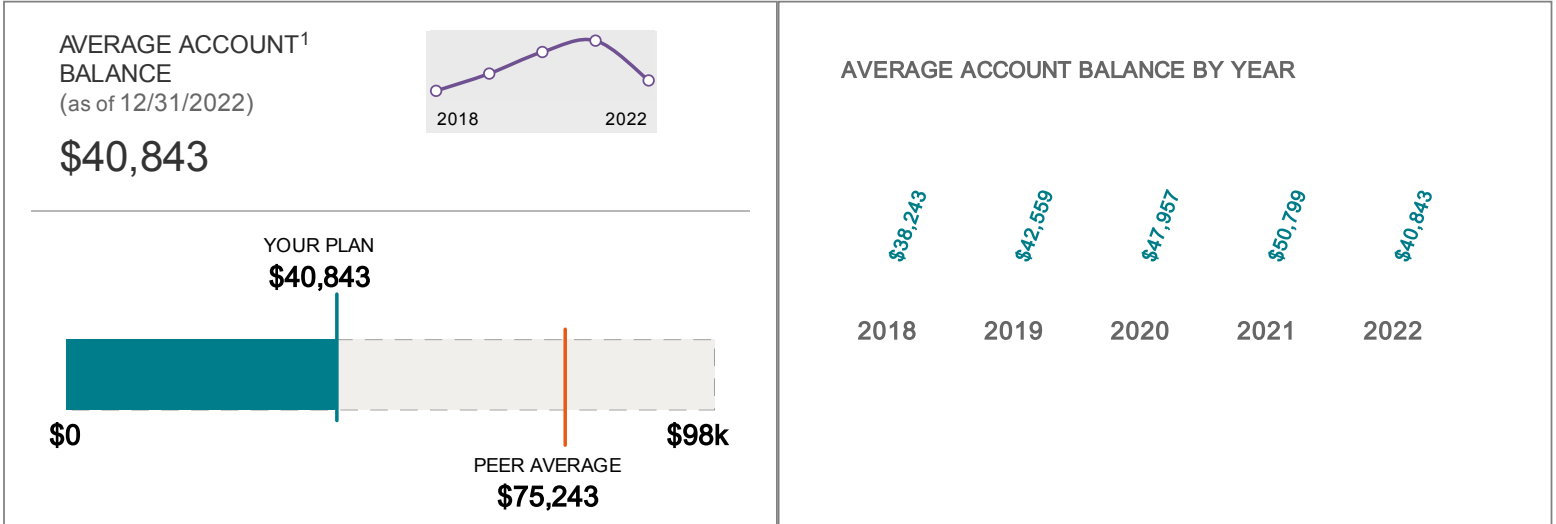 AVERAGE ACCOUNT1
BALANCE
(as of 12/31/2022)
$40,843
2018 2022
YOUR PLAN
$40,843
$0 $98k
PEER AVERAGE
$75,243
AVERAGE ACCOUNT BALANCE BY YEAR
$38,243 $42,559 $47,957 $50,799 $40,843
2018 2019 2020 2021 2022